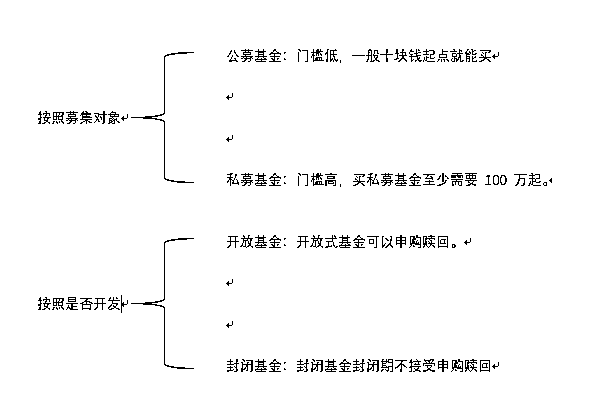 公募基金：门槛低，一般十块钱起点就能买
按照募集对象
私募基金：门槛高，买私募基金至少需要 100 万起。
开放基金：开放式基金可以申购赎回。
按照是否开发
封闭基金：封闭基金封闭期不接受申购赎回